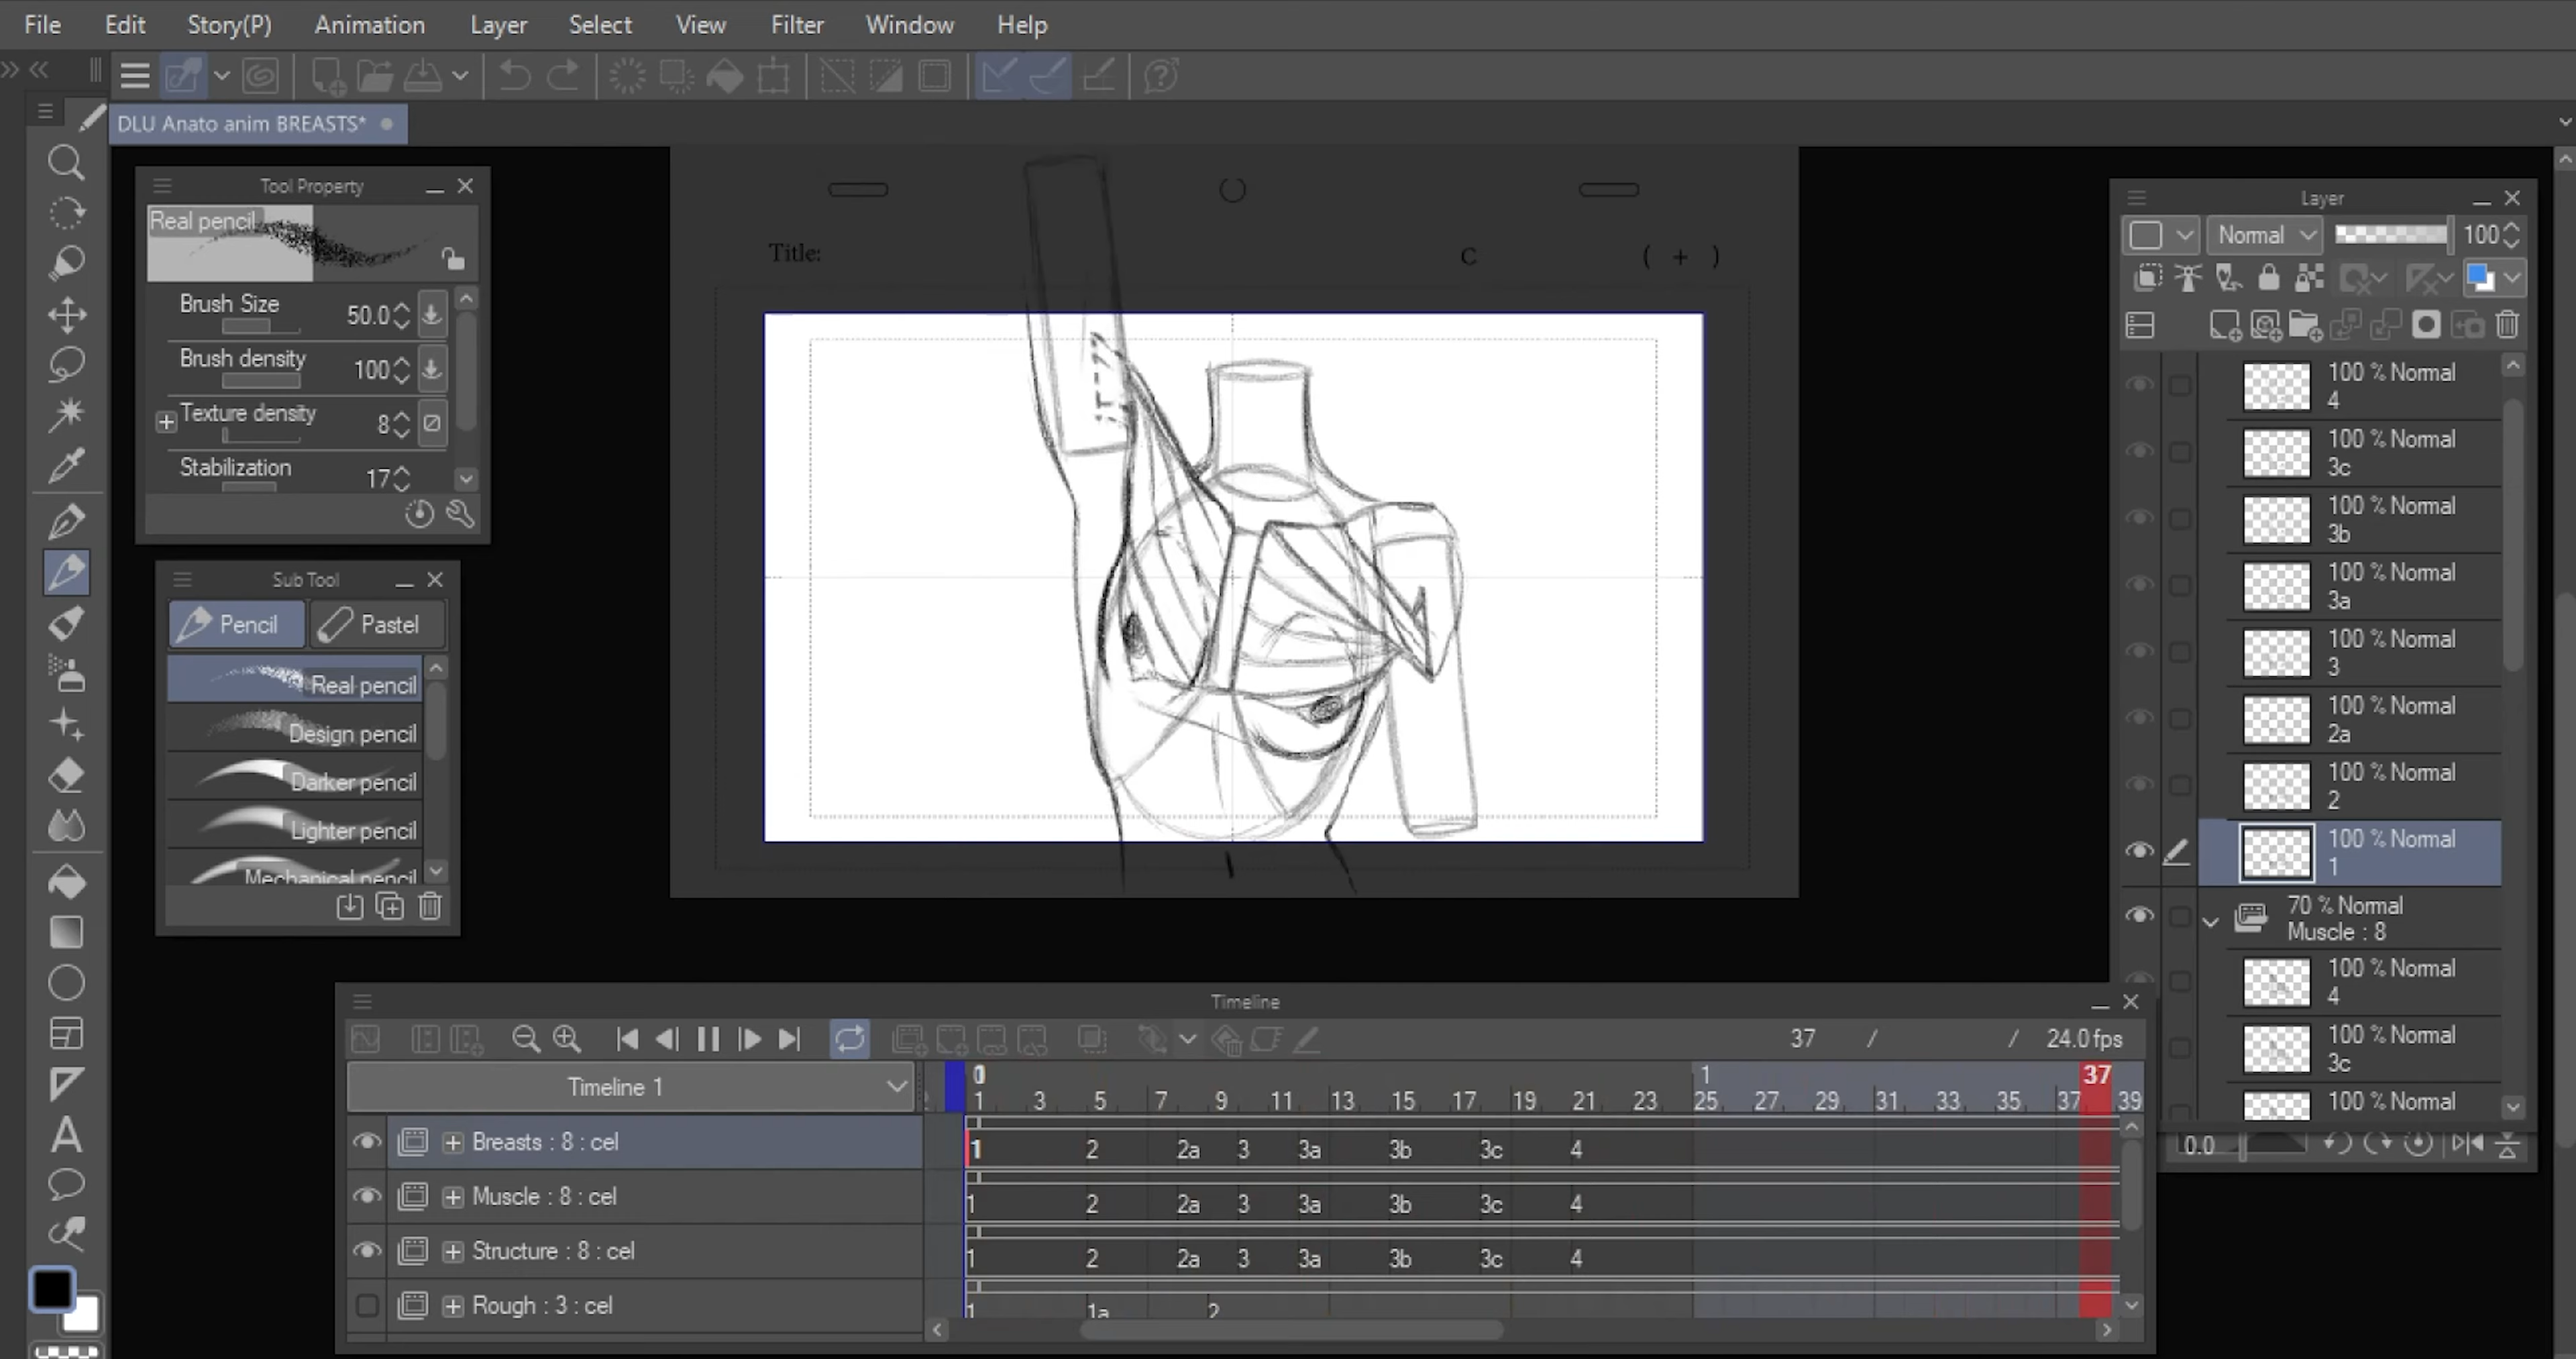 File Edit Story(P) Animation Layer Select View Filter Window Help
DLU Anato anim BREASTS*
Tool Property
Real pencil
Brush Size 50.0
Brush density 100
Texture density 8
Stabilization 17
Sub Tool
Pencil Pastel
Real pencil
Design pencil
Darker pencil
Lighter pencil
Mechanical pencil
Title: C ( + )
Layer
Normal 100
100 % Normal
4
100 % Normal
3c
100 % Normal
3b
100 % Normal
3a
100 % Normal
3
100 % Normal
2a
100 % Normal
2
100 % Normal
1
70 % Normal
Muscle : 8
100 % Normal
4
100 % Normal
3c
100 % Normal
0.0
Timeline
37 / / 24.0 fps
Timeline 1
0 1 37
1 3 5 7 9 11 13 15 17 19 21 23 25 27 29 31 33 35 37 39
Breasts : 8 : cel 1 2 2a 3 3a 3b 3c 4
Muscle : 8 : cel 1 2 2a 3 3a 3b 3c 4
Structure : 8 : cel 1 2 2a 3 3a 3b 3c 4
Rough : 3 : cel 1 1a 2